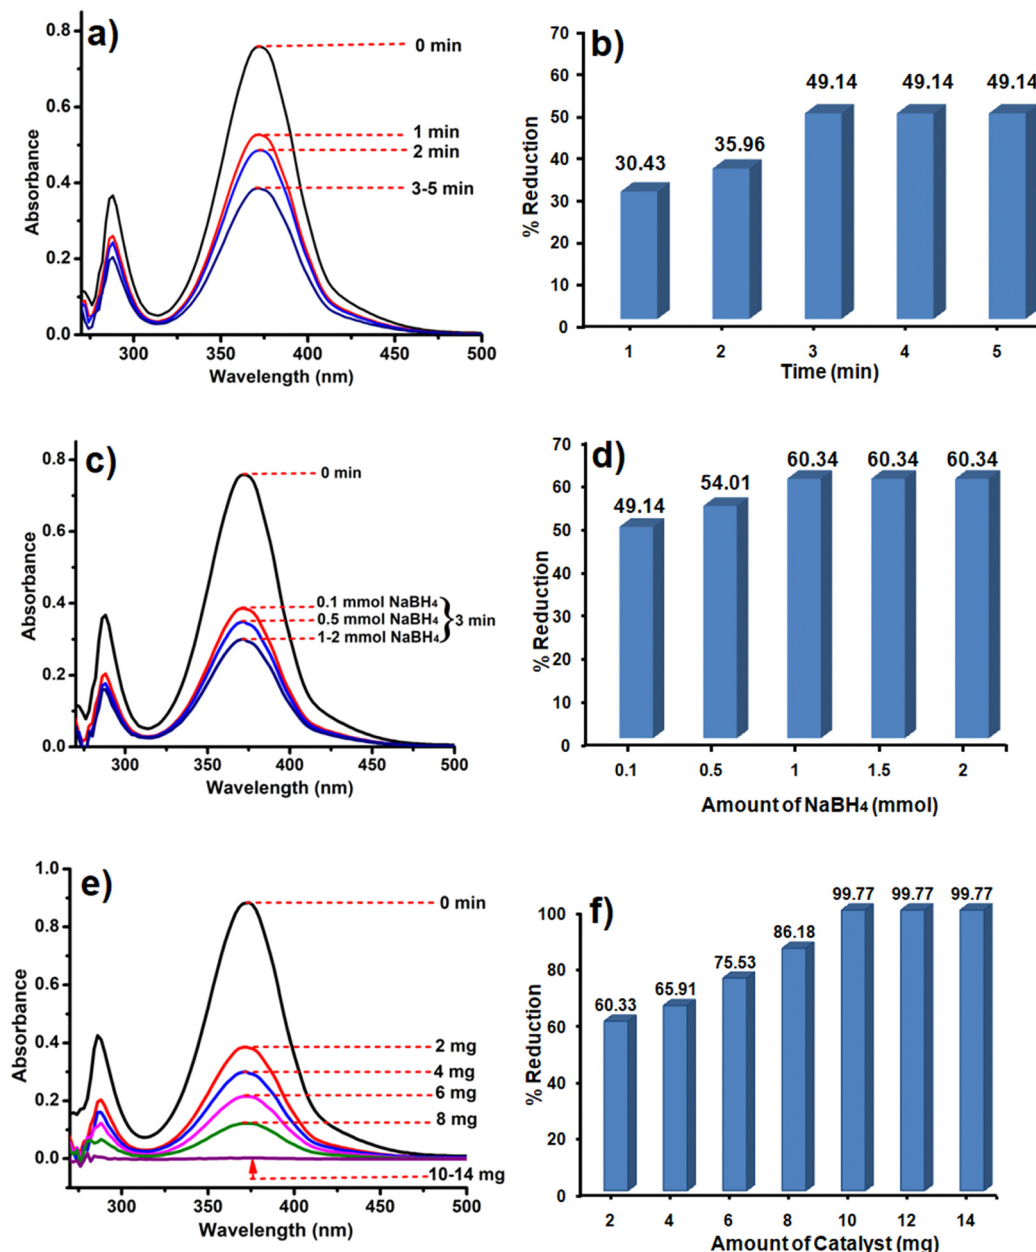 a)
0 min
1 min
2 min
3-5 min
0.8
0.6
0.4
0.2
0.0
Absorbance
300 350 400 450 500
Wavelength (nm)
b)
70
60
50
40
30
20
10
0
% Reduction
30.43 35.96 49.14 49.14 49.14
1 2 3 4 5
Time (min)
c)
0 min
0.1 mmol NaBH4
0.5 mmol NaBH4
1-2 mmol NaBH4
} 3 min
0.8
0.6
0.4
0.2
0.0
Absorbance
300 350 400 450 500
Wavelength (nm)
d)
70
60
50
40
30
20
10
0
% Reduction
49.14 54.01 60.34 60.34 60.34
0.1 0.5 1 1.5 2
Amount of NaBH4 (mmol)
e)
0 min
2 mg
4 mg
6 mg
8 mg
10-14 mg
1.0
0.8
0.6
0.4
0.2
0.0
Absorbance
300 350 400 450 500
Wavelength (nm)
f)
100
80
60
40
20
0
% Reduction
60.33 65.91 75.53 86.18 99.77 99.77 99.77
2 4 6 8 10 12 14
Amount of Catalyst (mg)